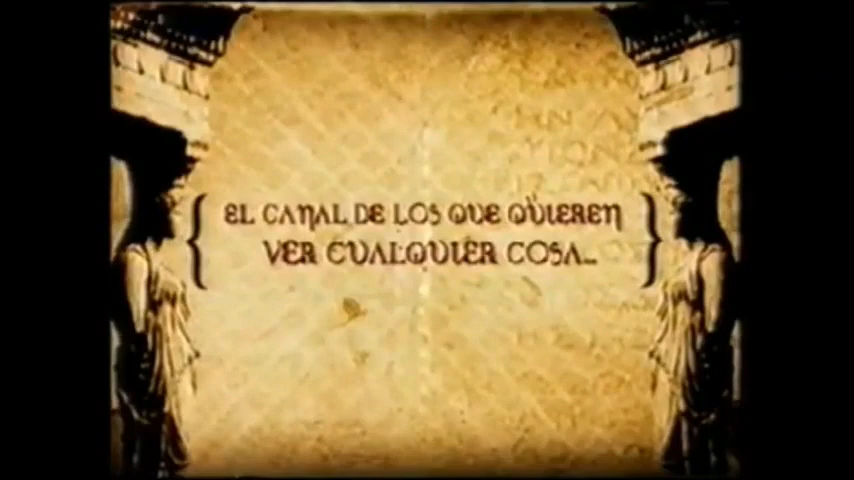 EL CANAL DE LOS QUE QUIEREN
VER CUALQUIER COSA...